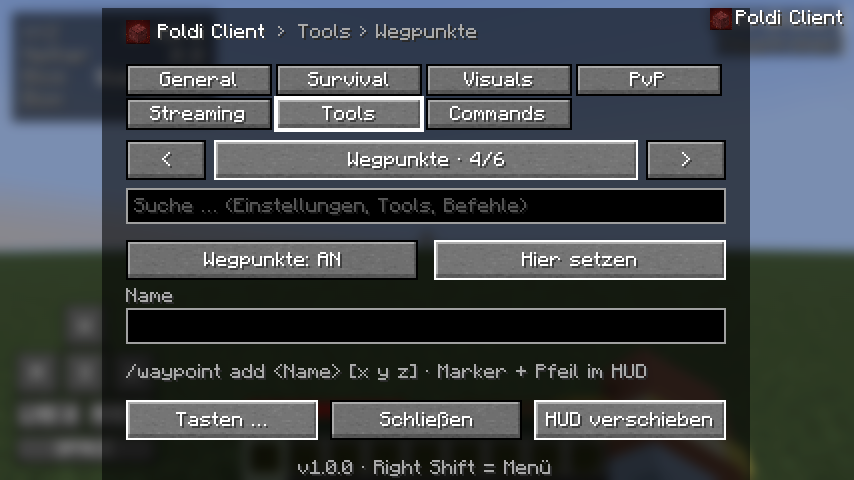 Poldi Client > Tools > Wegpunkte
Poldi Client
General Survival Visuals PvP
Streaming Tools Commands
< Wegpunkte · 4/6 >
Suche ... (Einstellungen, Tools, Befehle)
Wegpunkte: AN Hier setzen
Name
/waypoint add <Name> [x y z] · Marker + Pfeil im HUD
Tasten ... Schließen HUD verschieben
v1.0.0 · Right Shift = Menü